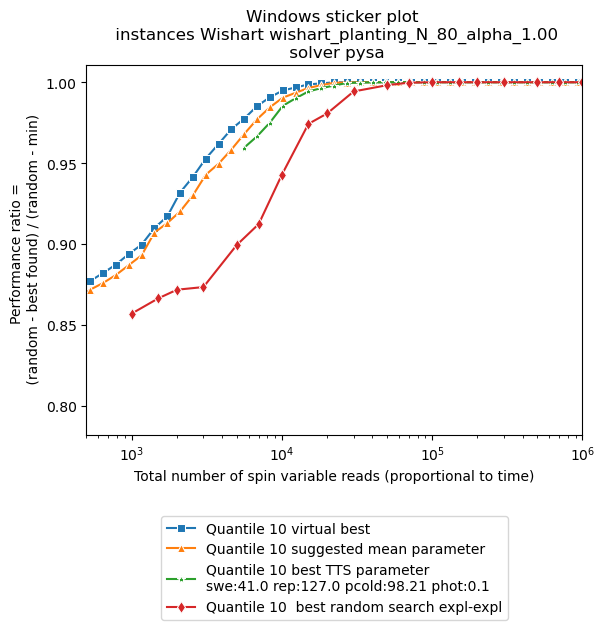 Windows sticker plot
instances Wishart wishart_planting_N_80_alpha_1.00
solver pysa
Performance ratio =
(random - best found) / (random - min)
1.00
0.95
0.90
0.85
0.80
10³
10⁴
10⁵
10⁶
Total number of spin variable reads (proportional to time)
Quantile 10 virtual best
Quantile 10 suggested mean parameter
Quantile 10 best TTS parameter
swe:41.0 rep:127.0 pcold:98.21 phot:0.1
Quantile 10  best random search expl-expl